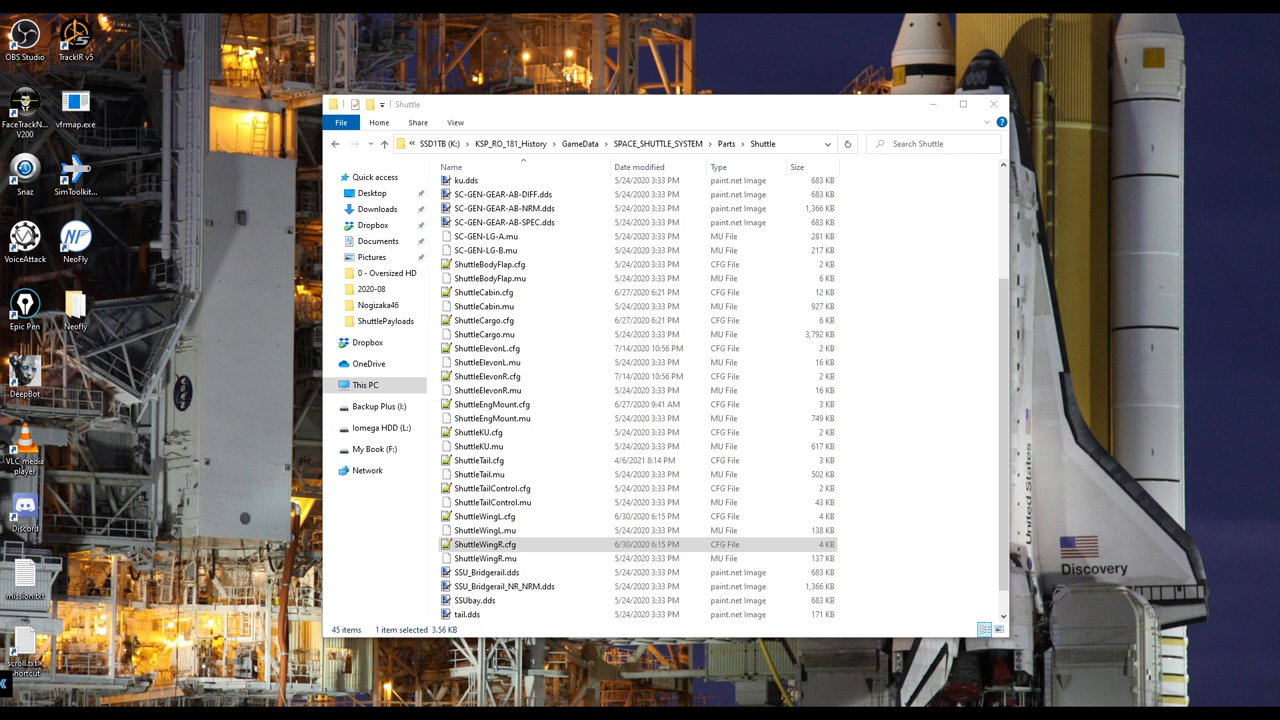 OBS Studio
TrackIR v5
FaceTrackN...
V200
vfrmap.exe
Snaz
SimToolkit...
VoiceAttack
NeoFly
Epic Pen
Neofly
DeepBot
VLC media
player
Discord
mission.txt
scroll.txt -
shortcut
Shuttle
File Home Share View
« SSD1TB (K:) > KSP_RO_181_History > GameData > SPACE_SHUTTLE_SYSTEM > Parts > Shuttle
Search Shuttle
Quick access
Desktop
Downloads
Dropbox
Documents
Pictures
0 - Oversized HD
2020-08
Nogizaka46
ShuttlePayloads
Dropbox
OneDrive
This PC
Backup Plus (I:)
Iomega HDD (L:)
My Book (F:)
Network
Name Date modified Type Size
ku.dds 5/24/2020 3:33 PM paint.net Image 683 KB
SC-GEN-GEAR-AB-DIFF.dds 5/24/2020 3:33 PM paint.net Image 683 KB
SC-GEN-GEAR-AB-NRM.dds 5/24/2020 3:33 PM paint.net Image 1,366 KB
SC-GEN-GEAR-AB-SPEC.dds 5/24/2020 3:33 PM paint.net Image 683 KB
SC-GEN-LG-A.mu 5/24/2020 3:33 PM MU File 281 KB
SC-GEN-LG-B.mu 5/24/2020 3:33 PM MU File 217 KB
ShuttleBodyFlap.cfg 5/24/2020 3:33 PM CFG File 2 KB
ShuttleBodyFlap.mu 5/24/2020 3:33 PM MU File 6 KB
ShuttleCabin.cfg 6/27/2020 6:21 PM CFG File 12 KB
ShuttleCabin.mu 5/24/2020 3:33 PM MU File 927 KB
ShuttleCargo.cfg 6/27/2020 6:21 PM CFG File 6 KB
ShuttleCargo.mu 5/24/2020 3:33 PM MU File 3,792 KB
ShuttleElevonL.cfg 7/14/2020 10:56 PM CFG File 2 KB
ShuttleElevonL.mu 5/24/2020 3:33 PM MU File 16 KB
ShuttleElevonR.cfg 7/14/2020 10:56 PM CFG File 2 KB
ShuttleElevonR.mu 5/24/2020 3:33 PM MU File 16 KB
ShuttleEngMount.cfg 6/27/2020 9:41 AM CFG File 3 KB
ShuttleEngMount.mu 5/24/2020 3:33 PM MU File 749 KB
ShuttleKU.cfg 5/24/2020 3:33 PM CFG File 2 KB
ShuttleKU.mu 5/24/2020 3:33 PM MU File 617 KB
ShuttleTail.cfg 4/6/2021 8:14 PM CFG File 3 KB
ShuttleTail.mu 5/24/2020 3:33 PM MU File 502 KB
ShuttleTailControl.cfg 5/24/2020 3:33 PM CFG File 2 KB
ShuttleTailControl.mu 5/24/2020 3:33 PM MU File 43 KB
ShuttleWingL.cfg 6/30/2020 6:15 PM CFG File 4 KB
ShuttleWingL.mu 5/24/2020 3:33 PM MU File 138 KB
ShuttleWingR.cfg 6/30/2020 6:15 PM CFG File 4 KB
ShuttleWingR.mu 5/24/2020 3:33 PM MU File 137 KB
SSU_Bridgerail.dds 5/24/2020 3:33 PM paint.net Image 683 KB
SSU_Bridgerail_NR_NRM.dds 5/24/2020 3:33 PM paint.net Image 1,366 KB
SSUbay.dds 5/24/2020 3:33 PM paint.net Image 683 KB
tail.dds 5/24/2020 3:33 PM paint.net Image 171 KB
45 items 1 item selected 3.56 KB
United States
Discovery